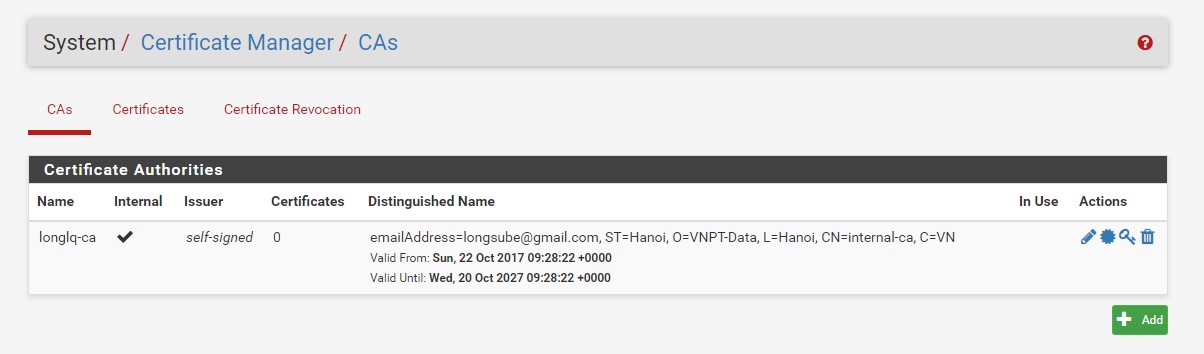 System / Certificate Manager / CAs
CAs Certificates Certificate Revocation
Certificate Authorities
Name Internal Issuer Certificates Distinguished Name In Use Actions
longlq-ca self-signed 0 emailAddress=longsube@gmail.com, ST=Hanoi, O=VNPT-Data, L=Hanoi, CN=internal-ca, C=VN
Valid From: Sun, 22 Oct 2017 09:28:22 +0000
Valid Until: Wed, 20 Oct 2027 09:28:22 +0000
Add